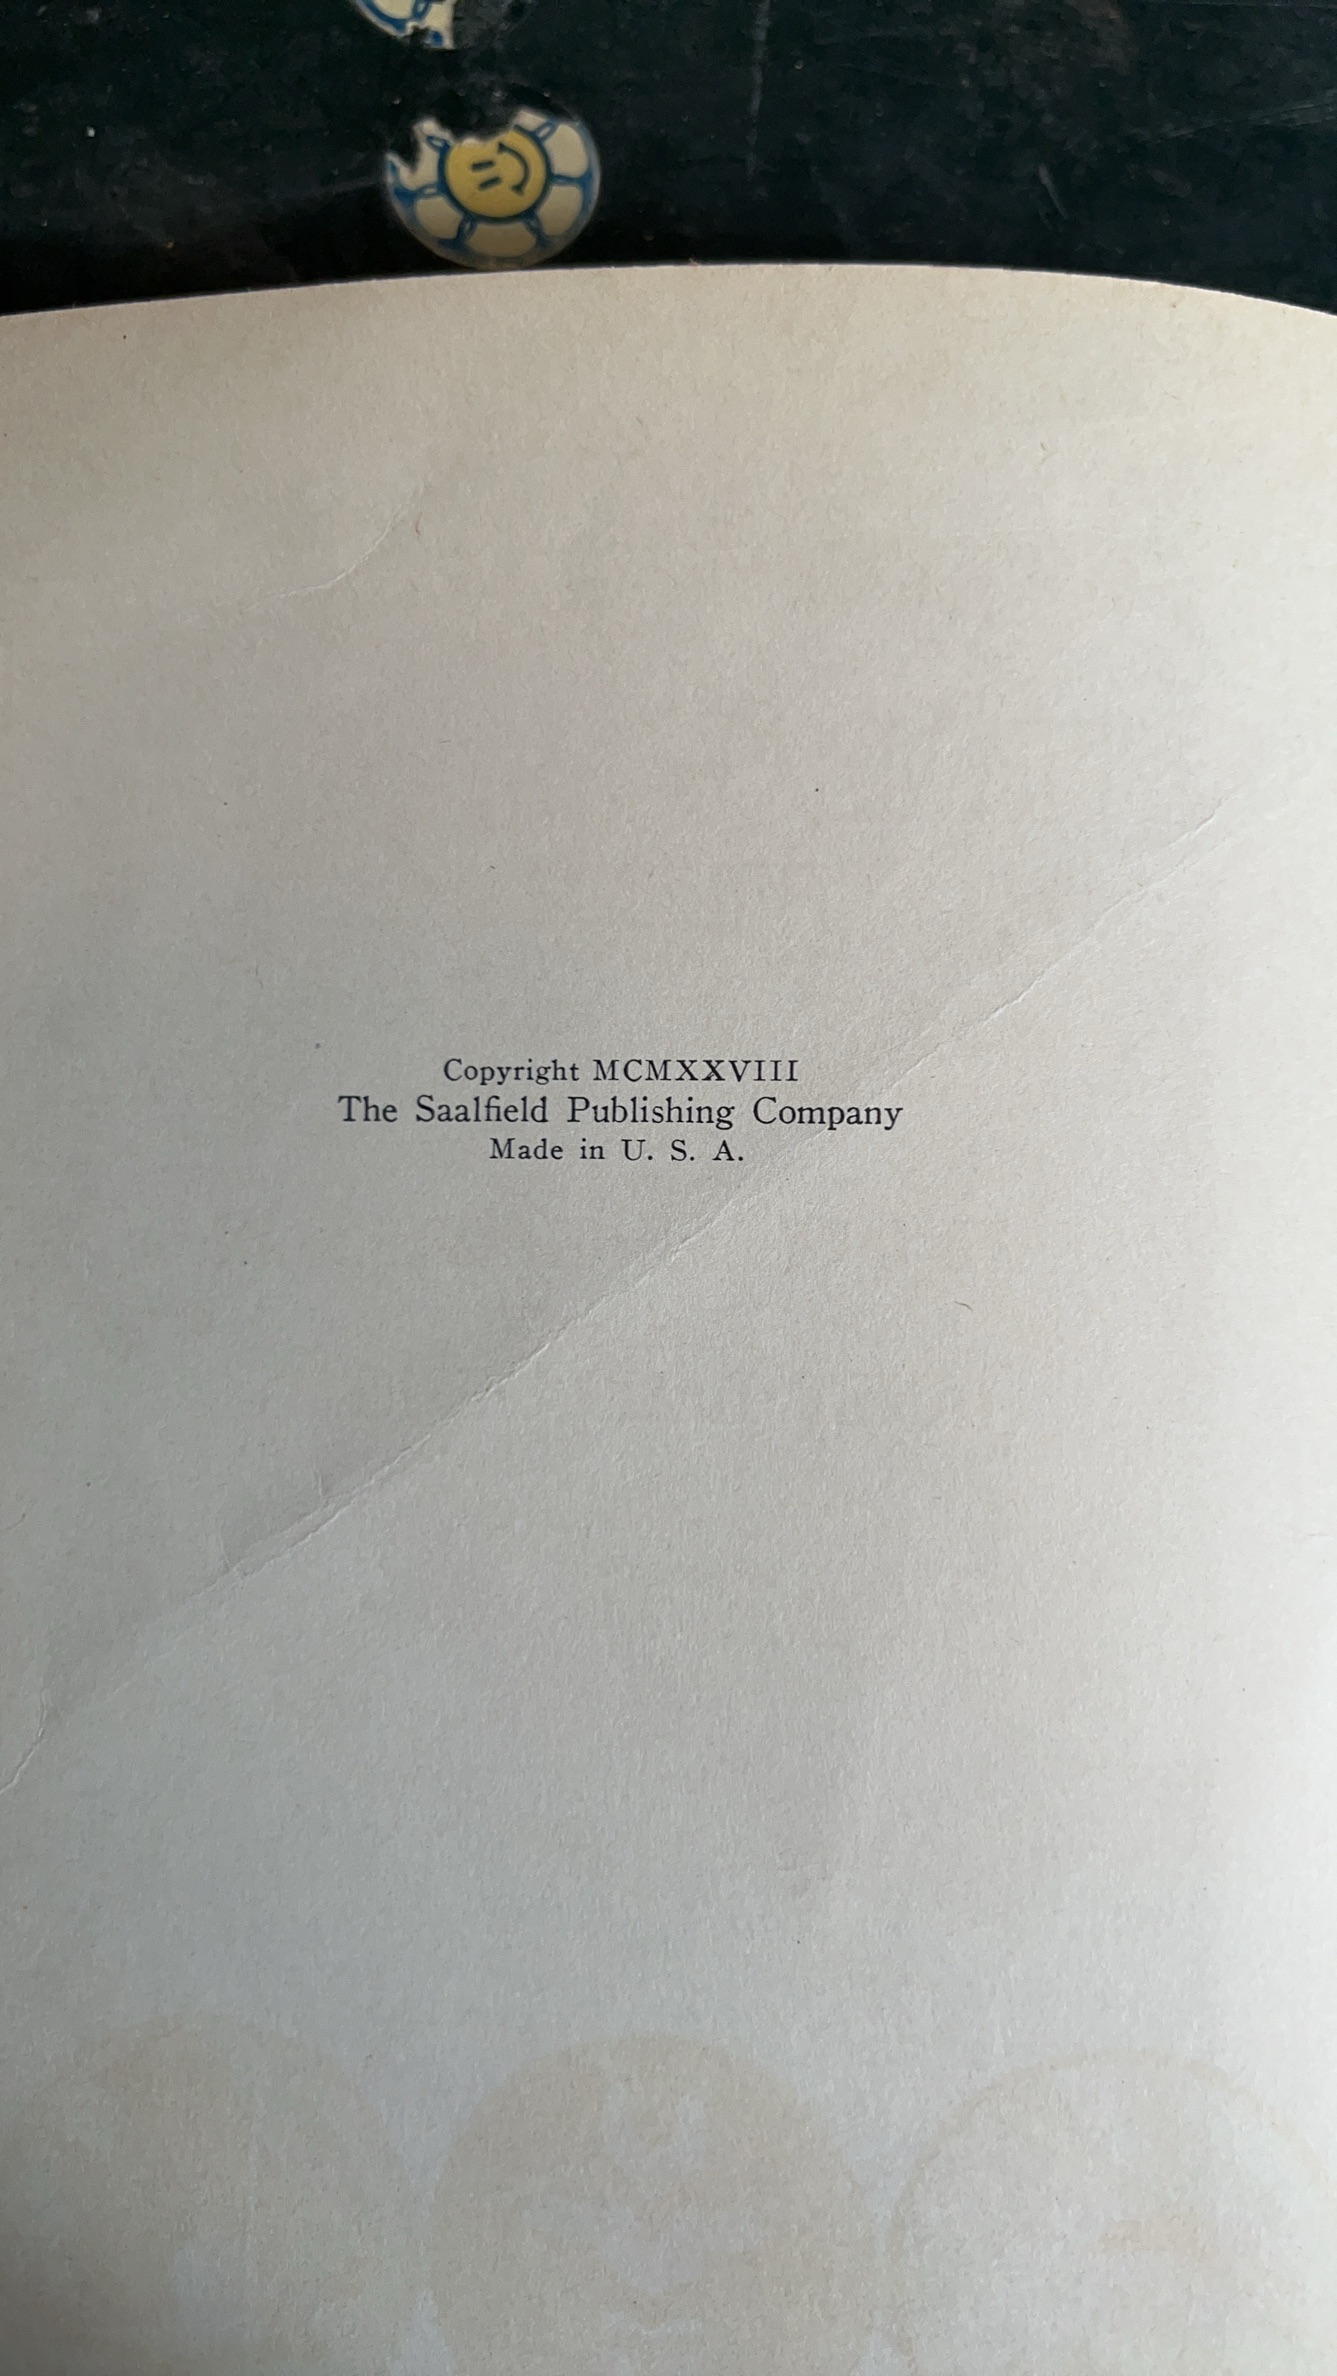 Copyright MCMXXVIII
The Saalfield Publishing Company
Made in U. S. A.